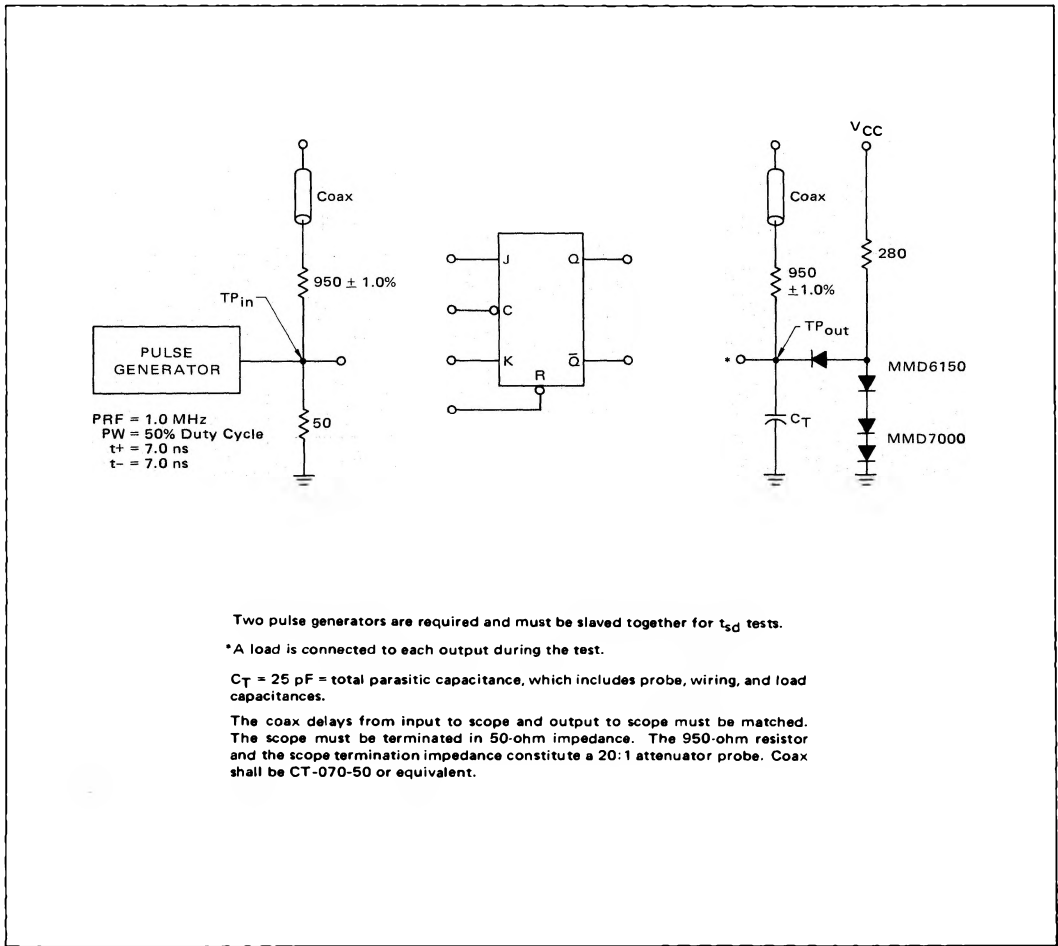 VCC
Coax
Coax
950 ± 1.0%
280
950
±1.0%
J
Q
TPin
C
TPout
PULSE
GENERATOR
K
Q̅
R
*
MMD6150
PRF = 1.0 MHz
PW = 50% Duty Cycle
t+ = 7.0 ns
t− = 7.0 ns
50
CT
MMD7000
Two pulse generators are required and must be slaved together for tsd tests.
*A load is connected to each output during the test.
CT = 25 pF = total parasitic capacitance, which includes probe, wiring, and load
capacitances.
The coax delays from input to scope and output to scope must be matched.
The scope must be terminated in 50-ohm impedance. The 950-ohm resistor
and the scope termination impedance constitute a 20:1 attenuator probe. Coax
shall be CT-070-50 or equivalent.